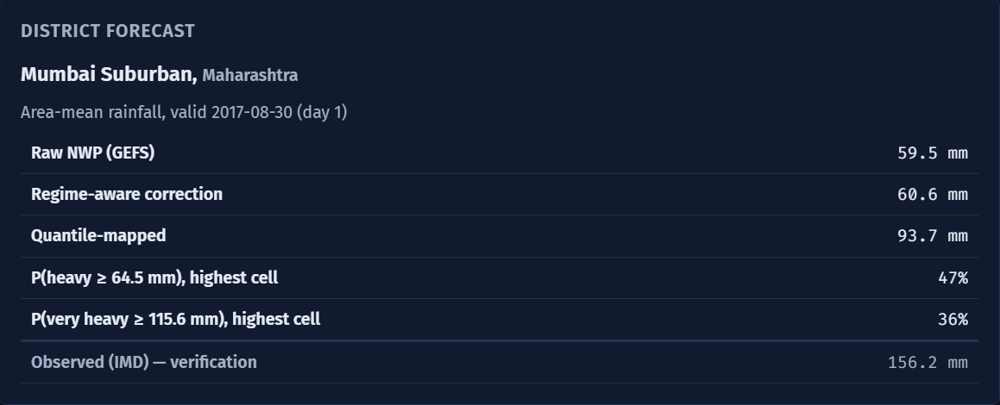 DISTRICT FORECAST
Mumbai Suburban, Maharashtra
Area-mean rainfall, valid 2017-08-30 (day 1)
Raw NWP (GEFS) 59.5 mm
Regime-aware correction 60.6 mm
Quantile-mapped 93.7 mm
P(heavy ≥ 64.5 mm), highest cell 47%
P(very heavy ≥ 115.6 mm), highest cell 36%
Observed (IMD) — verification 156.2 mm